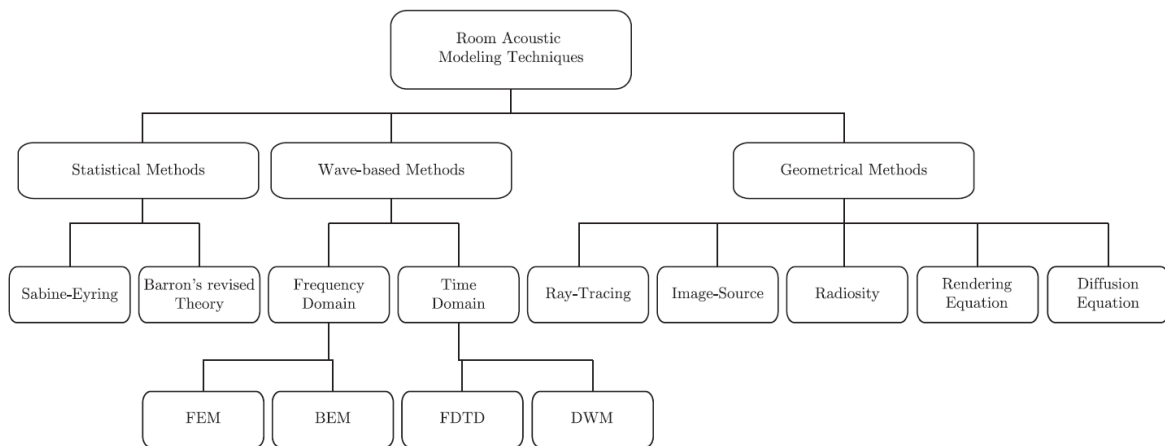 Room Acoustic
Modeling Techniques
Statistical Methods
Wave-based Methods
Geometrical Methods
Sabine-Eyring
Barron's revised
Theory
Frequency
Domain
Time
Domain
Ray-Tracing
Image-Source
Radiosity
Rendering
Equation
Diffusion
Equation
FEM
BEM
FDTD
DWM